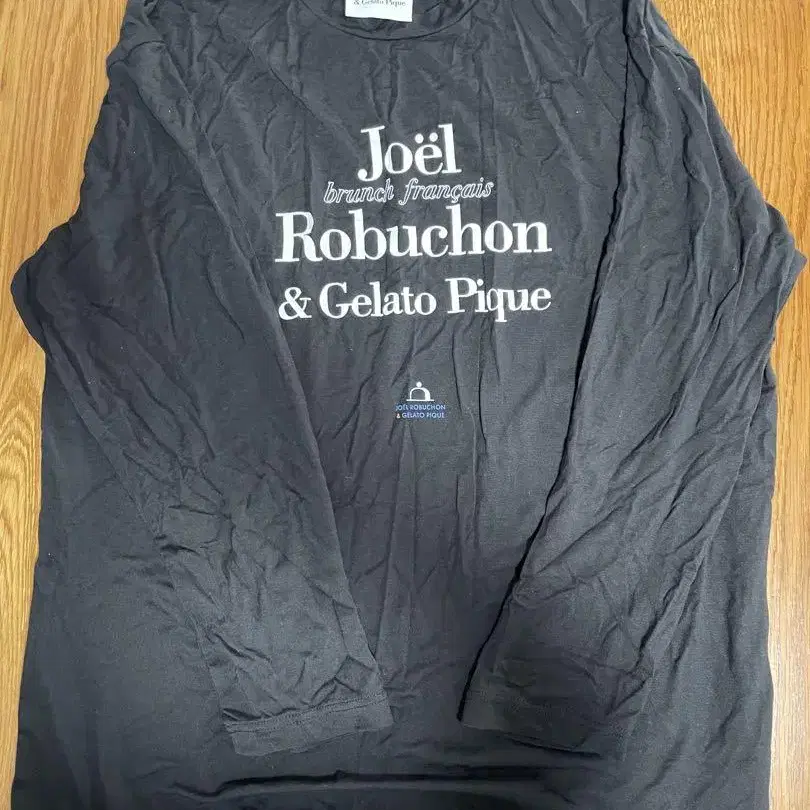 & Gelato Pique
Joël
brunch français
Robuchon
& Gelato Pique
JOËL ROBUCHON
& GELATO PIQUE